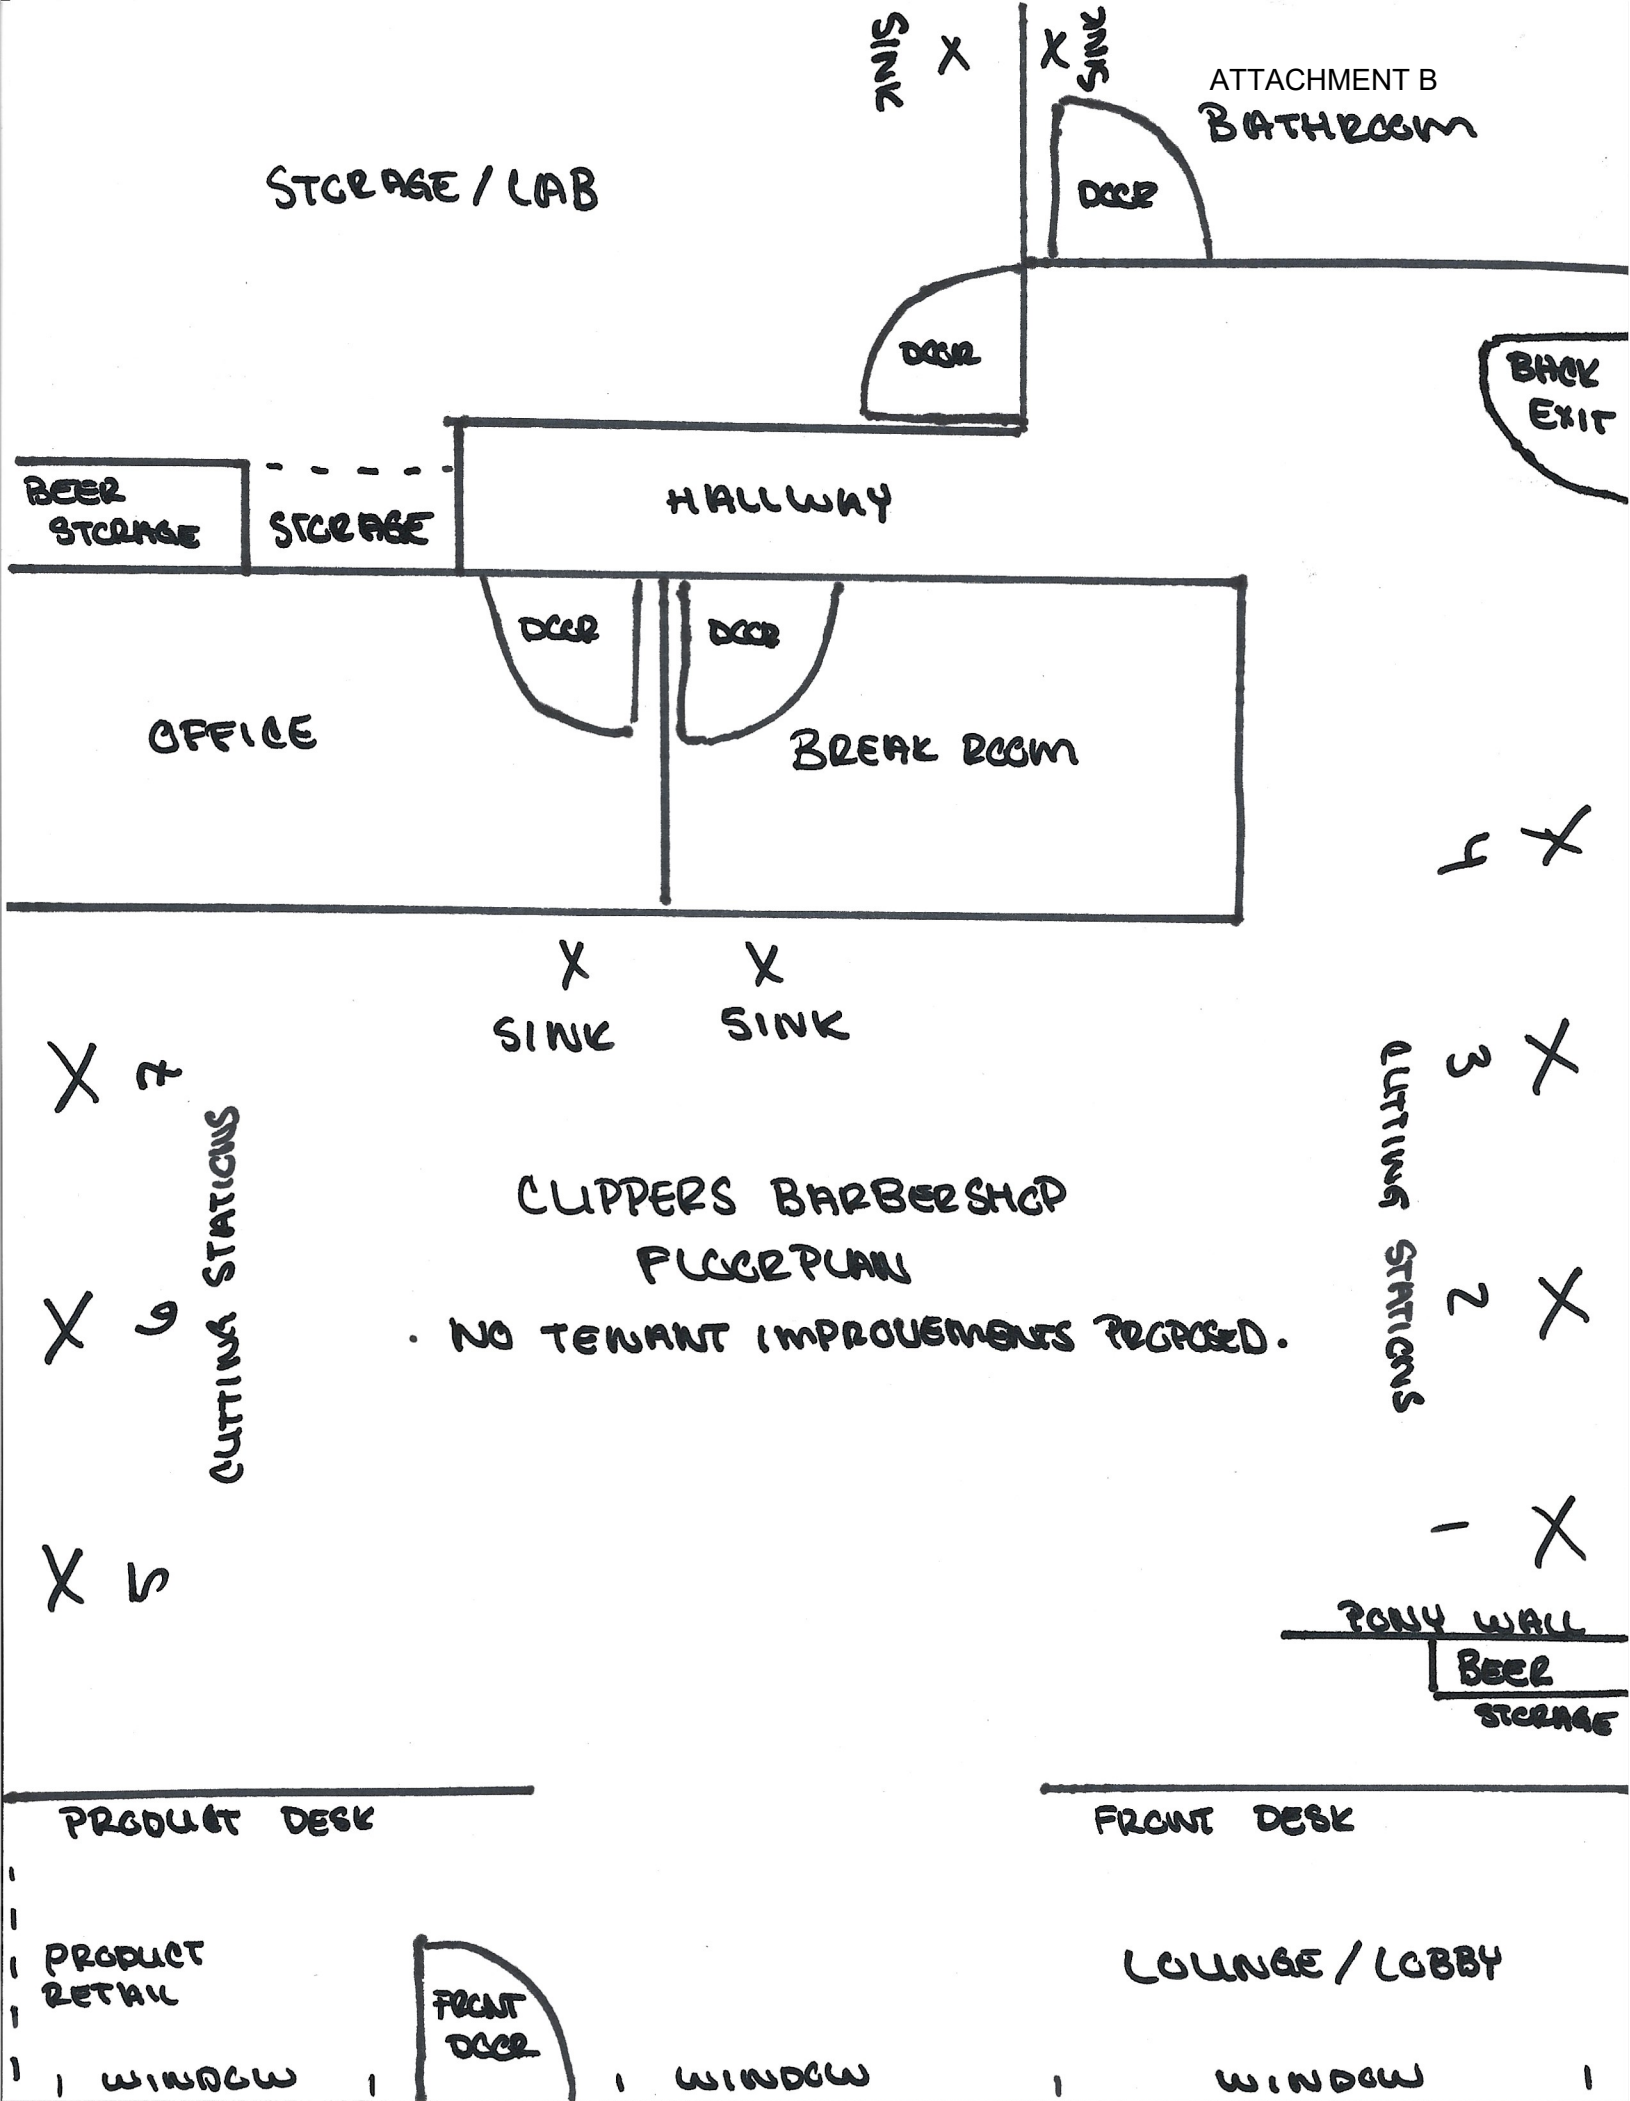 SINK
X
X
SINK
ATTACHMENT B
BATHROOM
STORAGE / LAB
DOOR
DOOR
BACK
EXIT
BEER
STORAGE
STORAGE
HALLWAY
DOOR
DOOR
OFFICE
BREAK ROOM
4 X
X
X
SINK
SINK
X 7
3 X
CUTTING STATIONS
CUTTING STATIONS
CLIPPERS BARBERSHOP
FLOORPLAN
. NO TENANT IMPROVEMENTS PROPOSED.
X 6
2 X
X 5
1 X
PONY WALL
BEER
STORAGE
PRODUCT DESK
FRONT DESK
PRODUCT
RETAIL
FRONT
DOOR
LOUNGE / LOBBY
WINDOW
WINDOW
WINDOW